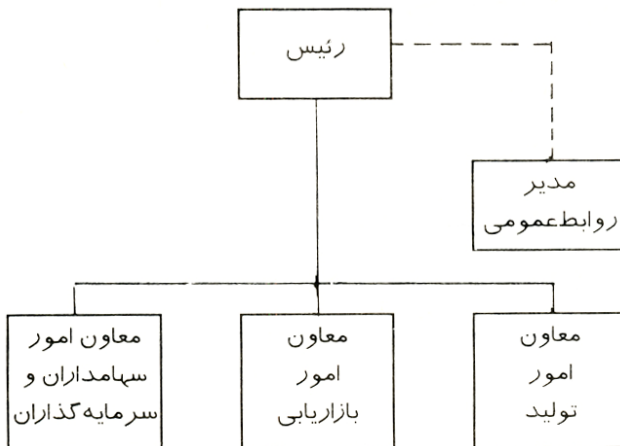 رئیس
مدیر
روابط عمومی
معاون
امور
تولید
معاون
امور
بازاریابی
معاون امور
سهامداران و
سرمایه گذاران